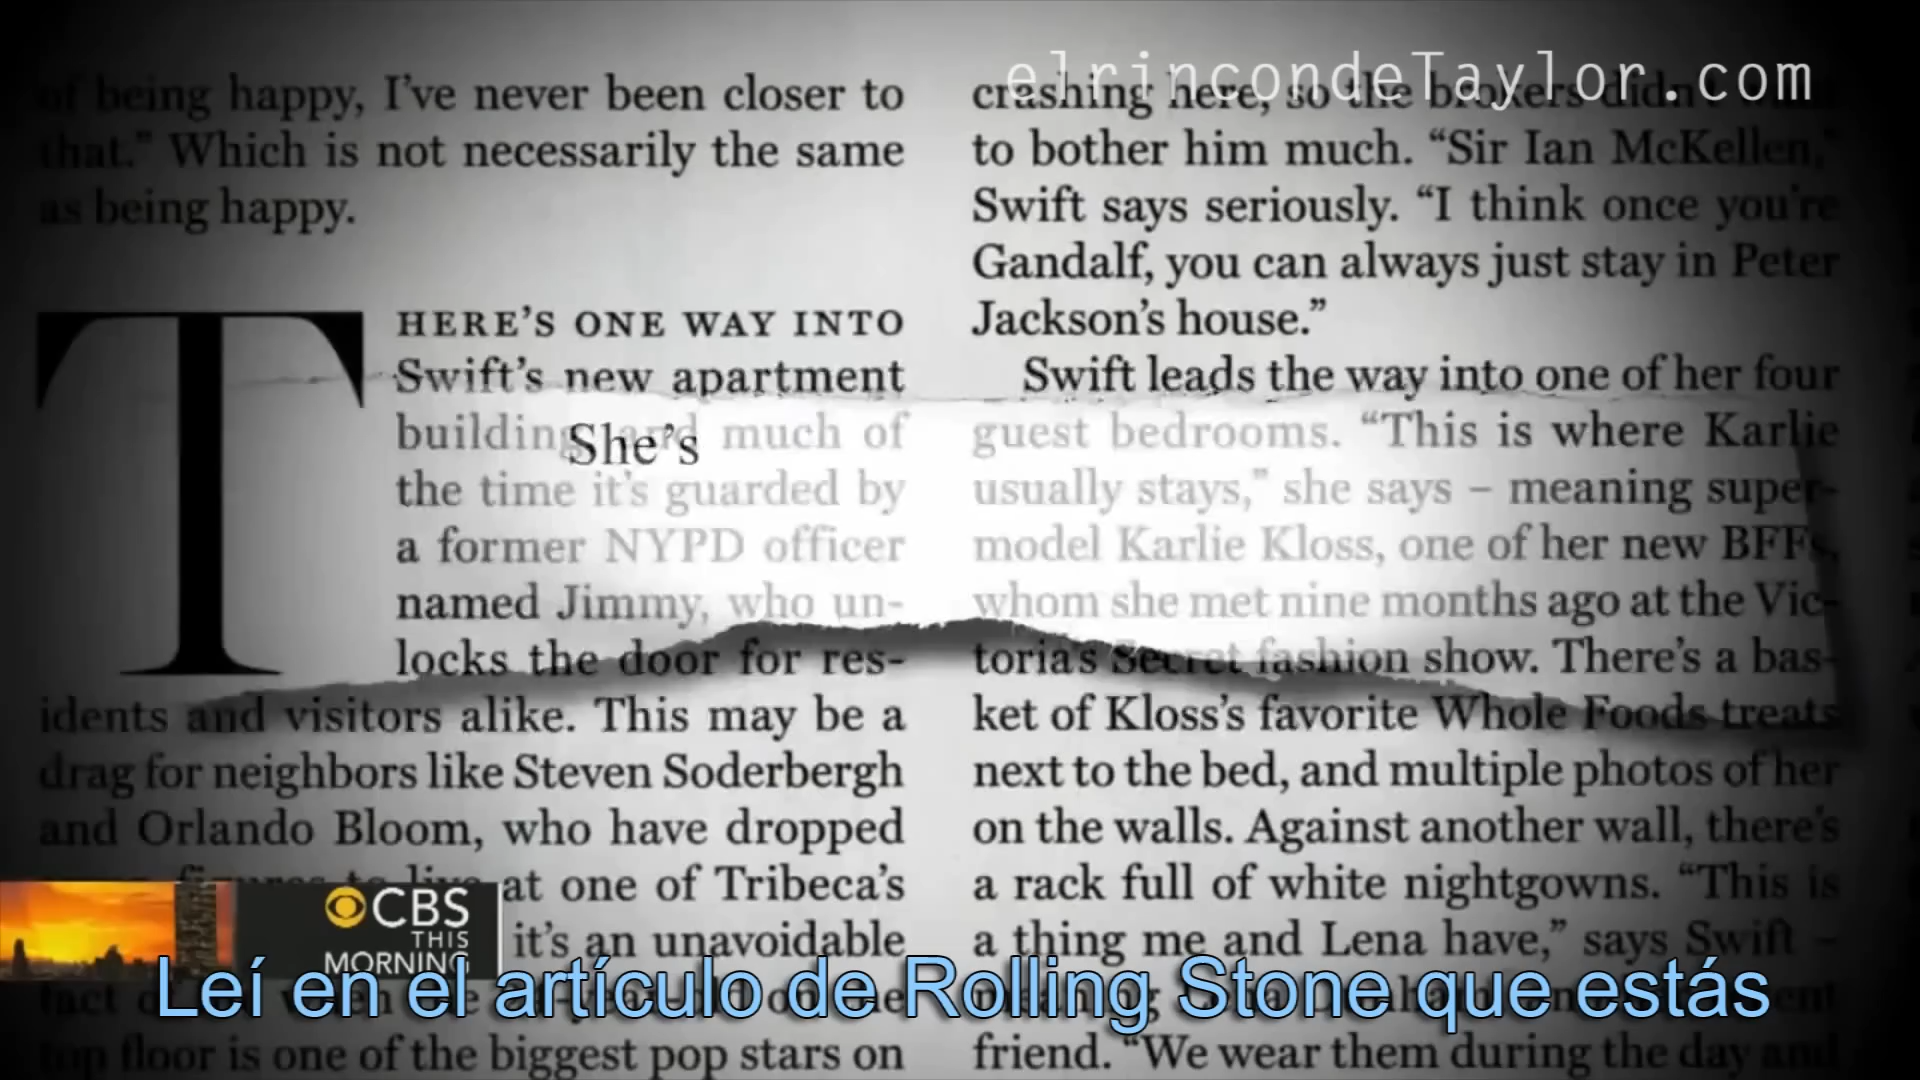 elrincondeTaylor.com
of being happy, I've never been closer to
that." Which is not necessarily the same
as being happy.
THERE'S ONE WAY INTO
Swift's new apartment
building, and much of
the time it's guarded by
a former NYPD officer
named Jimmy, who un-
locks the door for res-
idents and visitors alike. This may be a
drag for neighbors like Steven Soderbergh
and Orlando Bloom, who have dropped
figures to live at one of Tribeca's
it's an unavoidable
fact
top floor is one of the biggest pop stars on
She's
crashing here, so the brokers didn't
to bother him much. "Sir Ian McKellen,"
Swift says seriously. "I think once you're
Gandalf, you can always just stay in Peter
Jackson's house."
Swift leads the way into one of her four
guest bedrooms. "This is where Karlie
usually stays," she says – meaning super-
model Karlie Kloss, one of her new BFFs,
whom she met nine months ago at the Vic-
toria's Secret fashion show. There's a bas-
ket of Kloss's favorite Whole Foods treats
next to the bed, and multiple photos of her
on the walls. Against another wall, there's
a rack full of white nightgowns. "This is
a thing me and Lena have," says Swift –
friend. "We wear them during the day and
CBS
THIS
MORNING
Leí en el artículo de Rolling Stone que estás